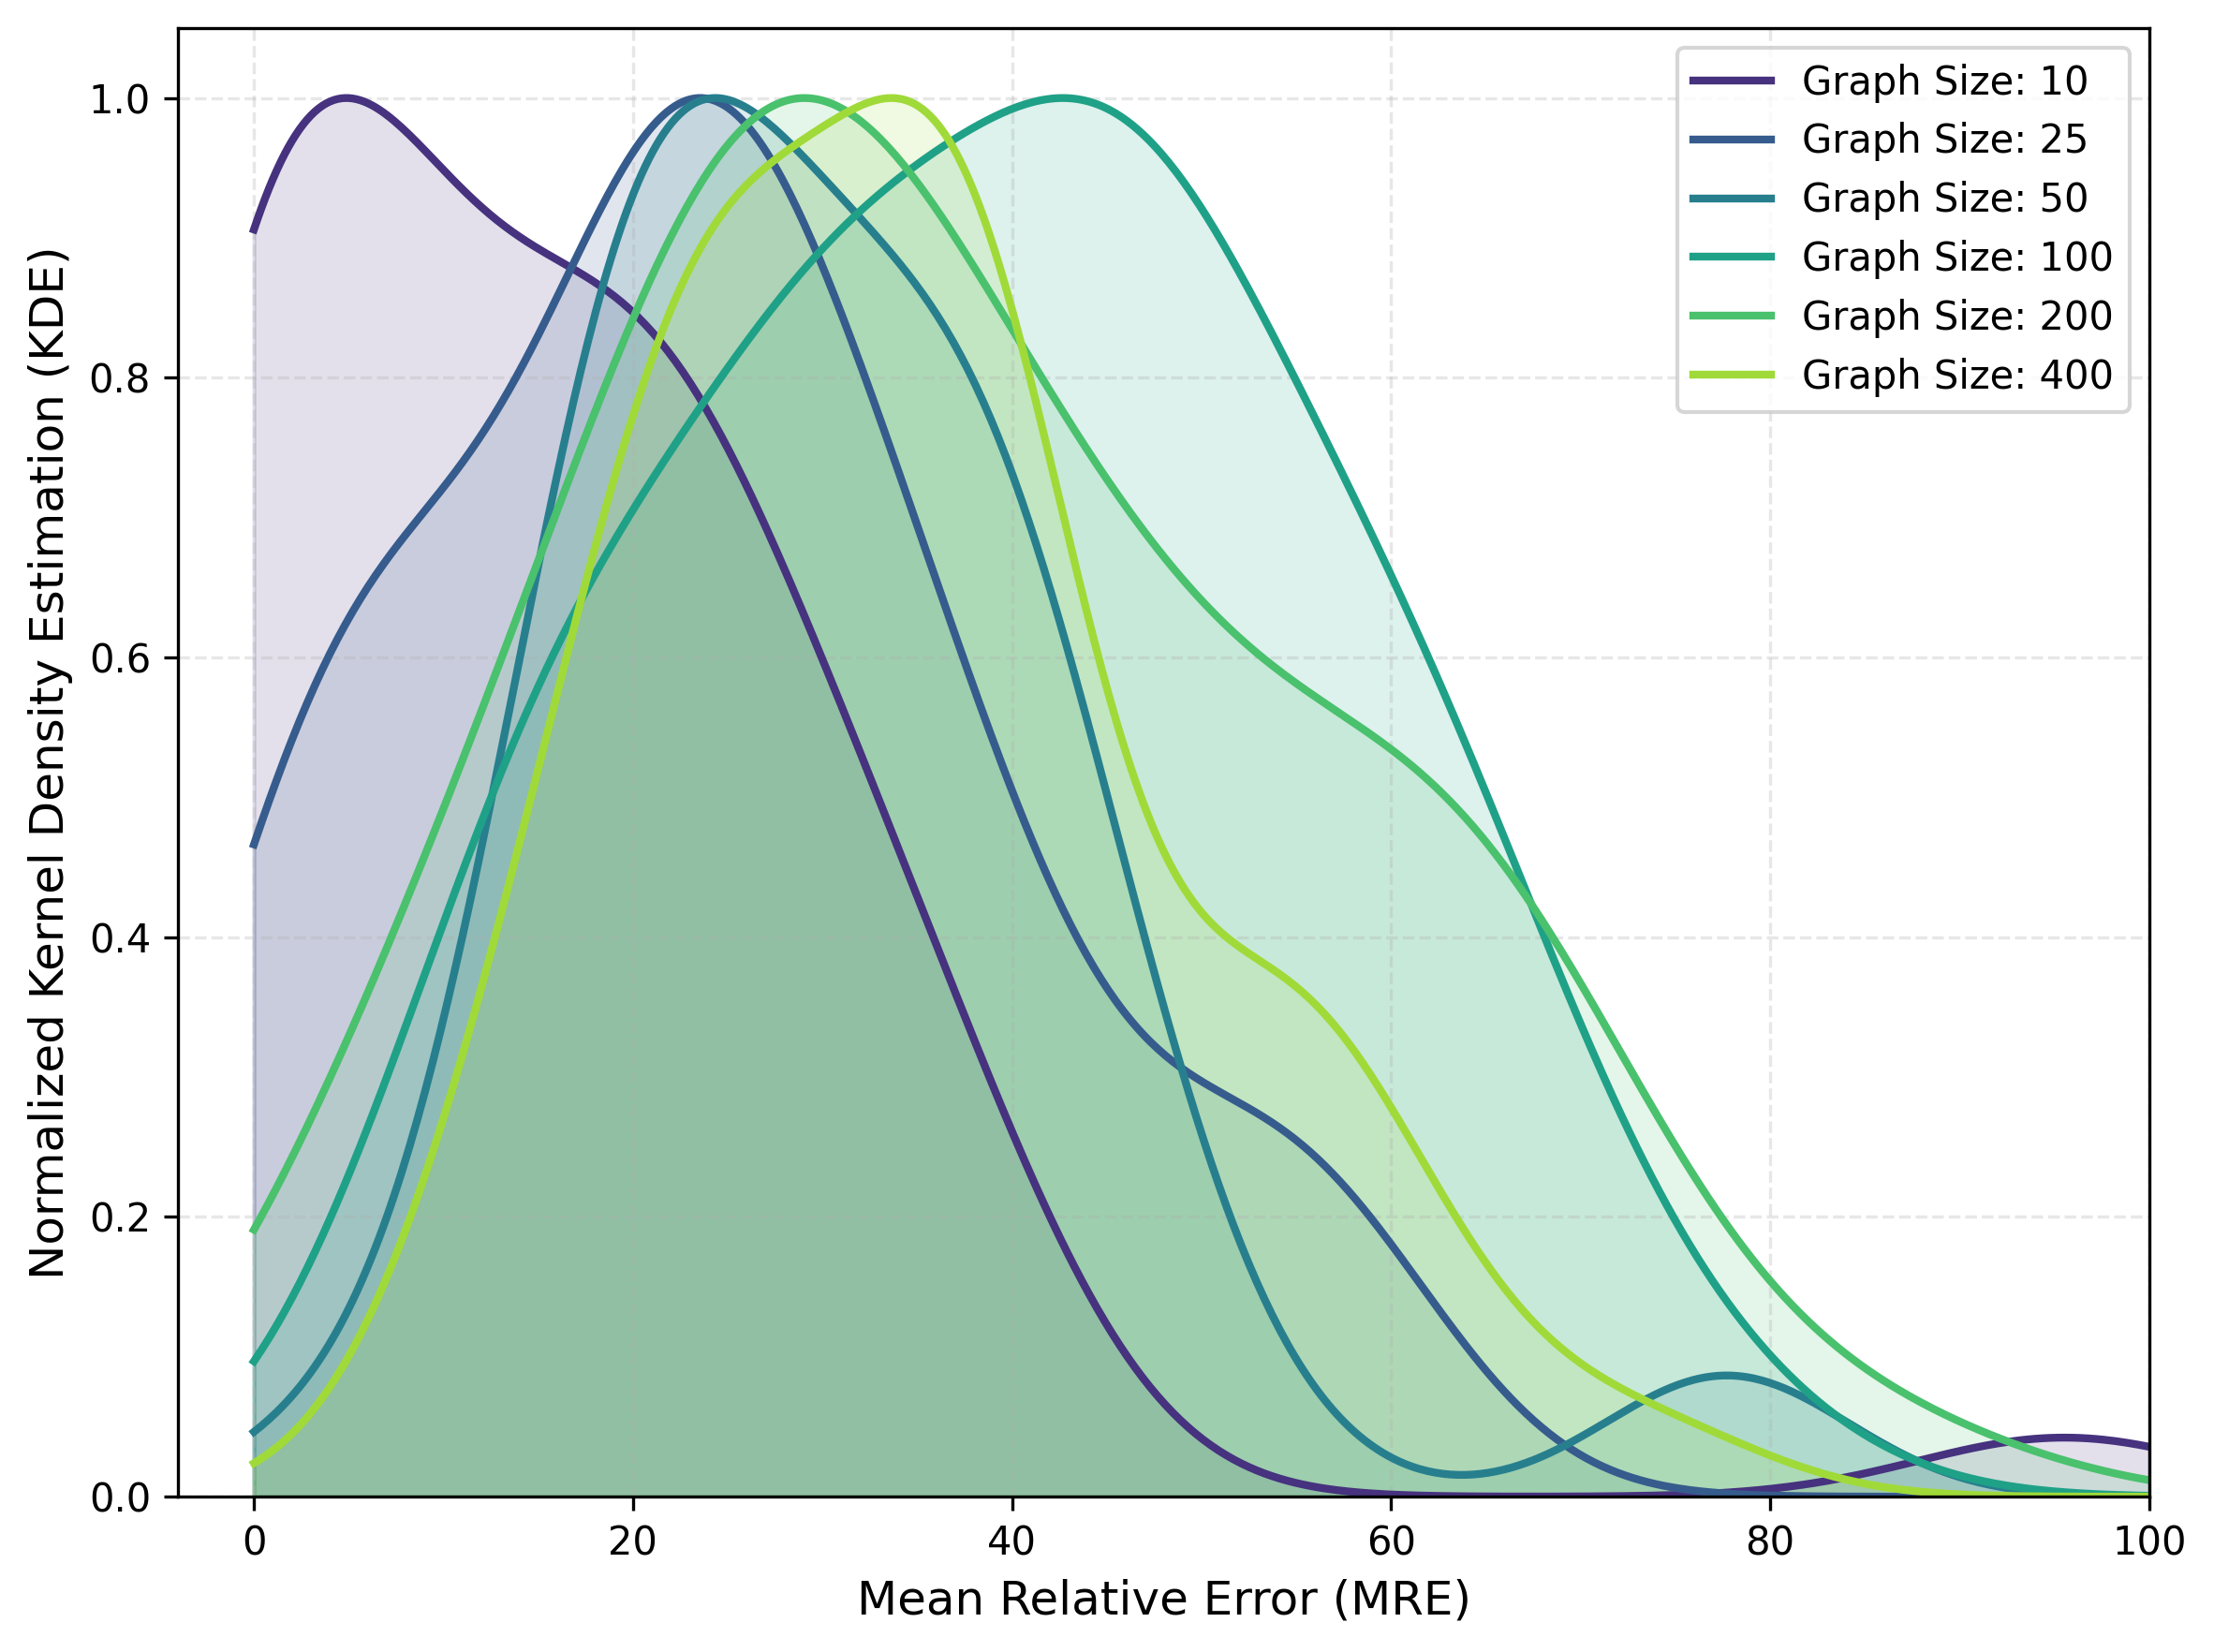 Normalized Kernel Density Estimation (KDE)
1.0
0.8
0.6
0.4
0.2
0.0
0
20
40
60
80
100
Mean Relative Error (MRE)
Graph Size: 10
Graph Size: 25
Graph Size: 50
Graph Size: 100
Graph Size: 200
Graph Size: 400